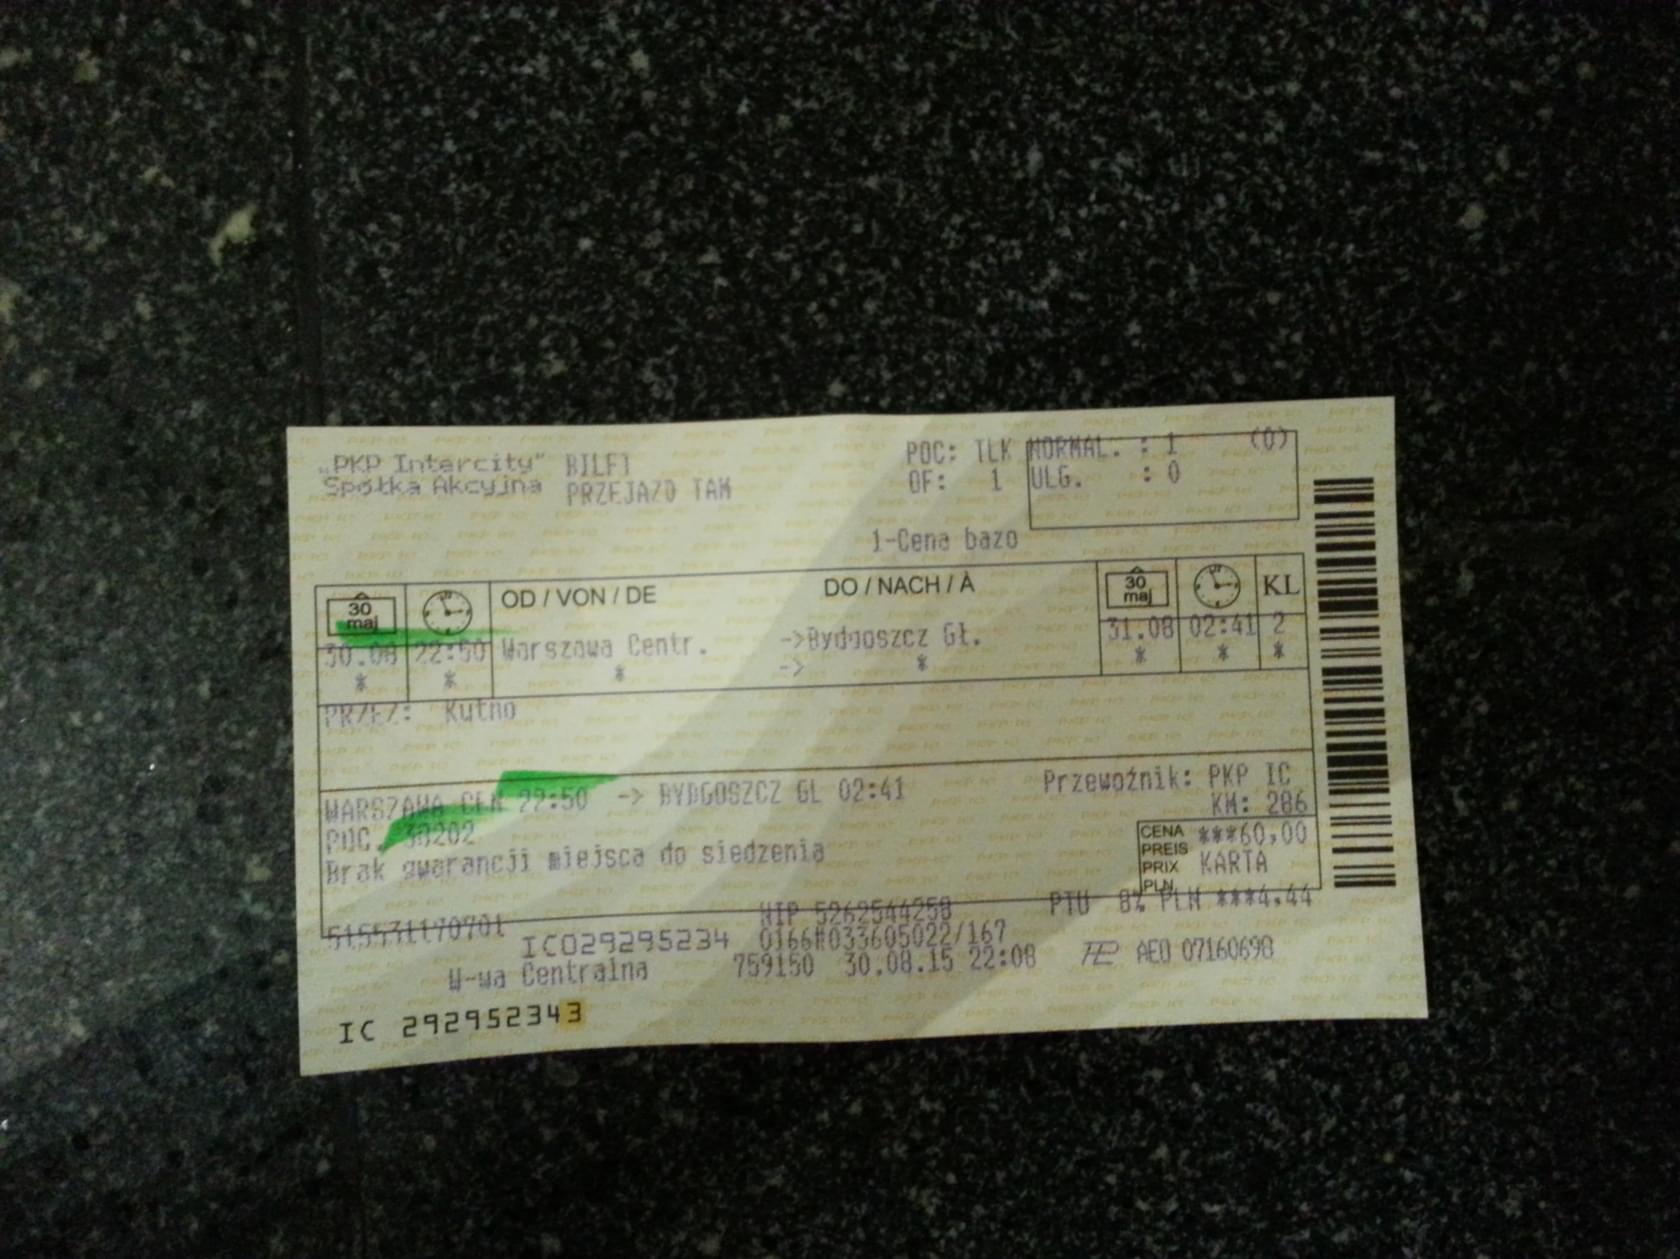 „PKP Intercity" BILET
Spółka Akcyjna PRZEJAZD TAM
POC: TLK NORMAL. : 1 (0)
OF: 1 ULG. : 0
1-Cena bazo
30 maj OD / VON / DE DO / NACH / À 30 maj KL
30.08 22:50 Warszawa Centr. ->Bydgoszcz Gł. 31.08 02:41 2
* * * -> * * * *
PRZEZ: Kutno
WARSZAWA CEN 22:50 -> BYDGOSZCZ GL 02:41 Przewoźnik: PKP IC
KM: 286
POC. 38202
Brak gwarancji miejsca do siedzenia
CENA ***60,00
PREIS
PRIX KARTA
PLN
PTU 8% PLN ***4,44
515531170701 NIP 5262544258
IC029295234 0166#033605022/167
W-wa Centralna 759150 30.08.15 22:08 AEO 07160698
IC 292952343